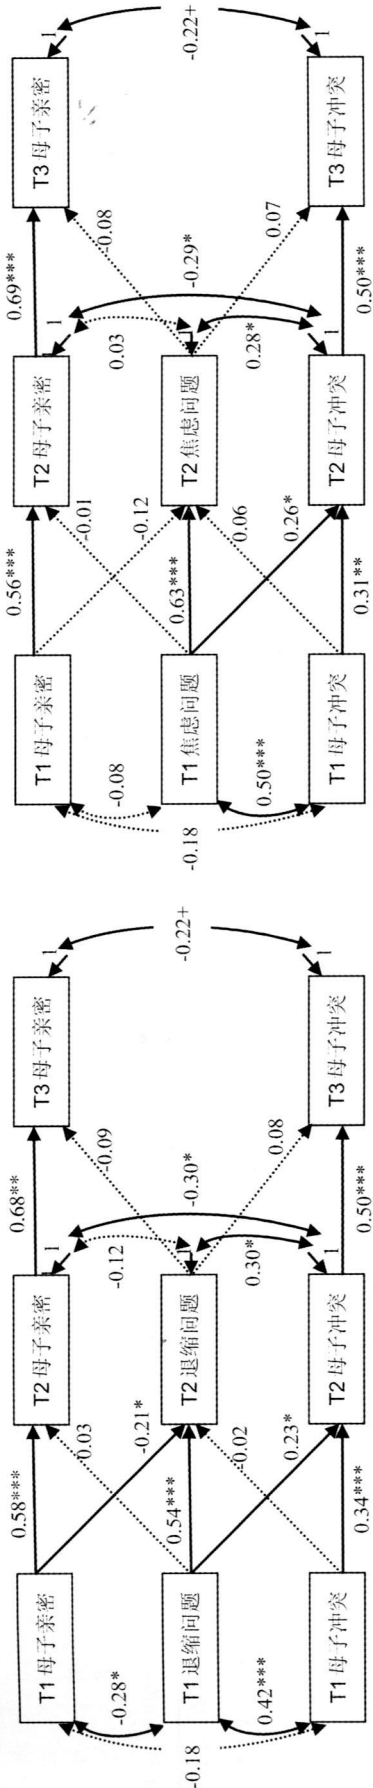 T1 母子亲密
T2 母子亲密
T3 母子亲密
T1 退缩问题
T2 退缩问题
T1 母子冲突
T2 母子冲突
T3 母子冲突
0.58***
0.68**
0.03
-0.21*
0.54***
-0.02
0.23*
0.34***
-0.28*
0.42***
-0.18
1
-0.12
-0.09
-0.30*
0.30*
0.08
1
0.50***
1
-0.22+
1
T1 母子亲密
T2 母子亲密
T3 母子亲密
T1 焦虑问题
T2 焦虑问题
T1 母子冲突
T2 母子冲突
T3 母子冲突
0.56***
0.69***
-0.01
-0.12
0.63***
0.06
0.26*
0.31**
-0.08
0.50***
-0.18
1
0.03
-0.08
-0.29*
0.28*
0.07
1
0.50***
1
-0.22+
1